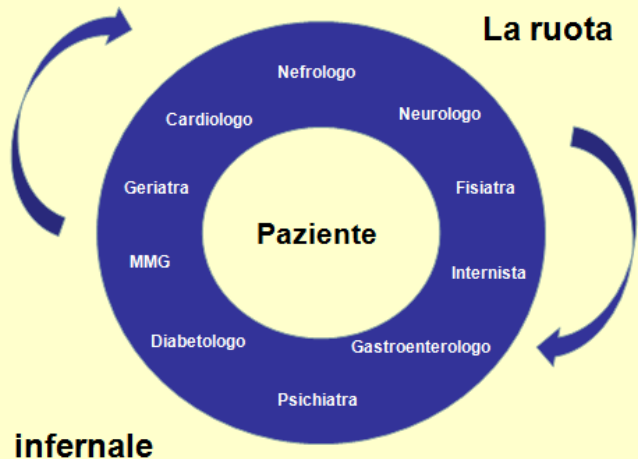 La ruota
Nefrologo
Neurologo
Cardiologo
Fisiatra
Geriatra
Paziente
MMG
Internista
Diabetologo
Gastroenterologo
Psichiatra
infernale